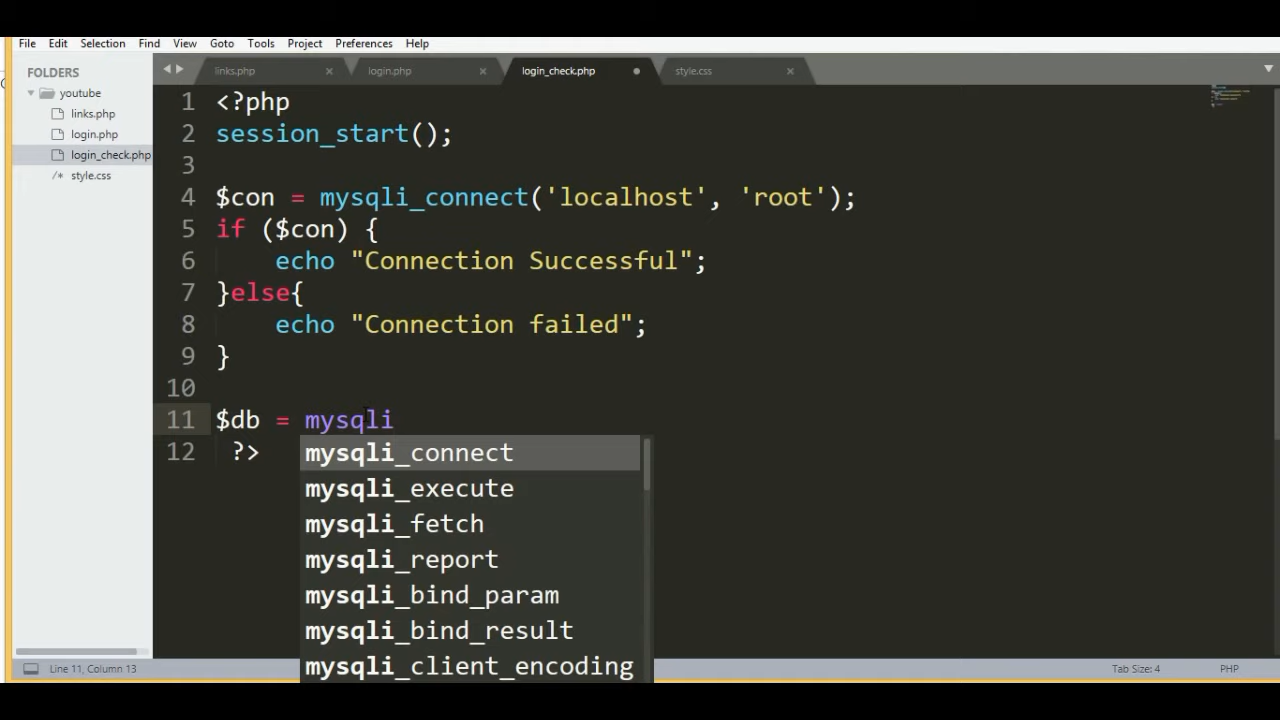 File Edit Selection Find View Goto Tools Project Preferences Help
FOLDERS
youtube
links.php
login.php
login_check.php
/* style.css
links.php × login.php × login_check.php style.css ×
1 <?php
2 session_start();
3
4 $con = mysqli_connect('localhost', 'root');
5 if ($con) {
6 echo "Connection Successful";
7 }else{
8 echo "Connection failed";
9 }
10
11 $db = mysqli
12 ?>
mysqli_connect
mysqli_execute
mysqli_fetch
mysqli_report
mysqli_bind_param
mysqli_bind_result
mysqli_client_encoding
Line 11, Column 13 Tab Size: 4 PHP